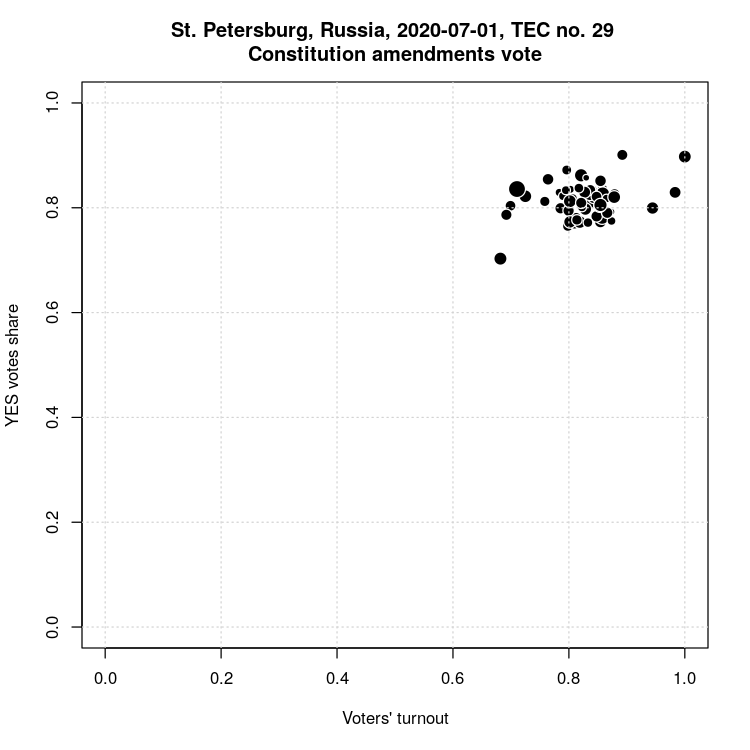 St. Petersburg, Russia, 2020-07-01, TEC no. 29
Constitution amendments vote
YES votes share
1.0
0.8
0.6
0.4
0.2
0.0
0.0 0.2 0.4 0.6 0.8 1.0
Voters' turnout